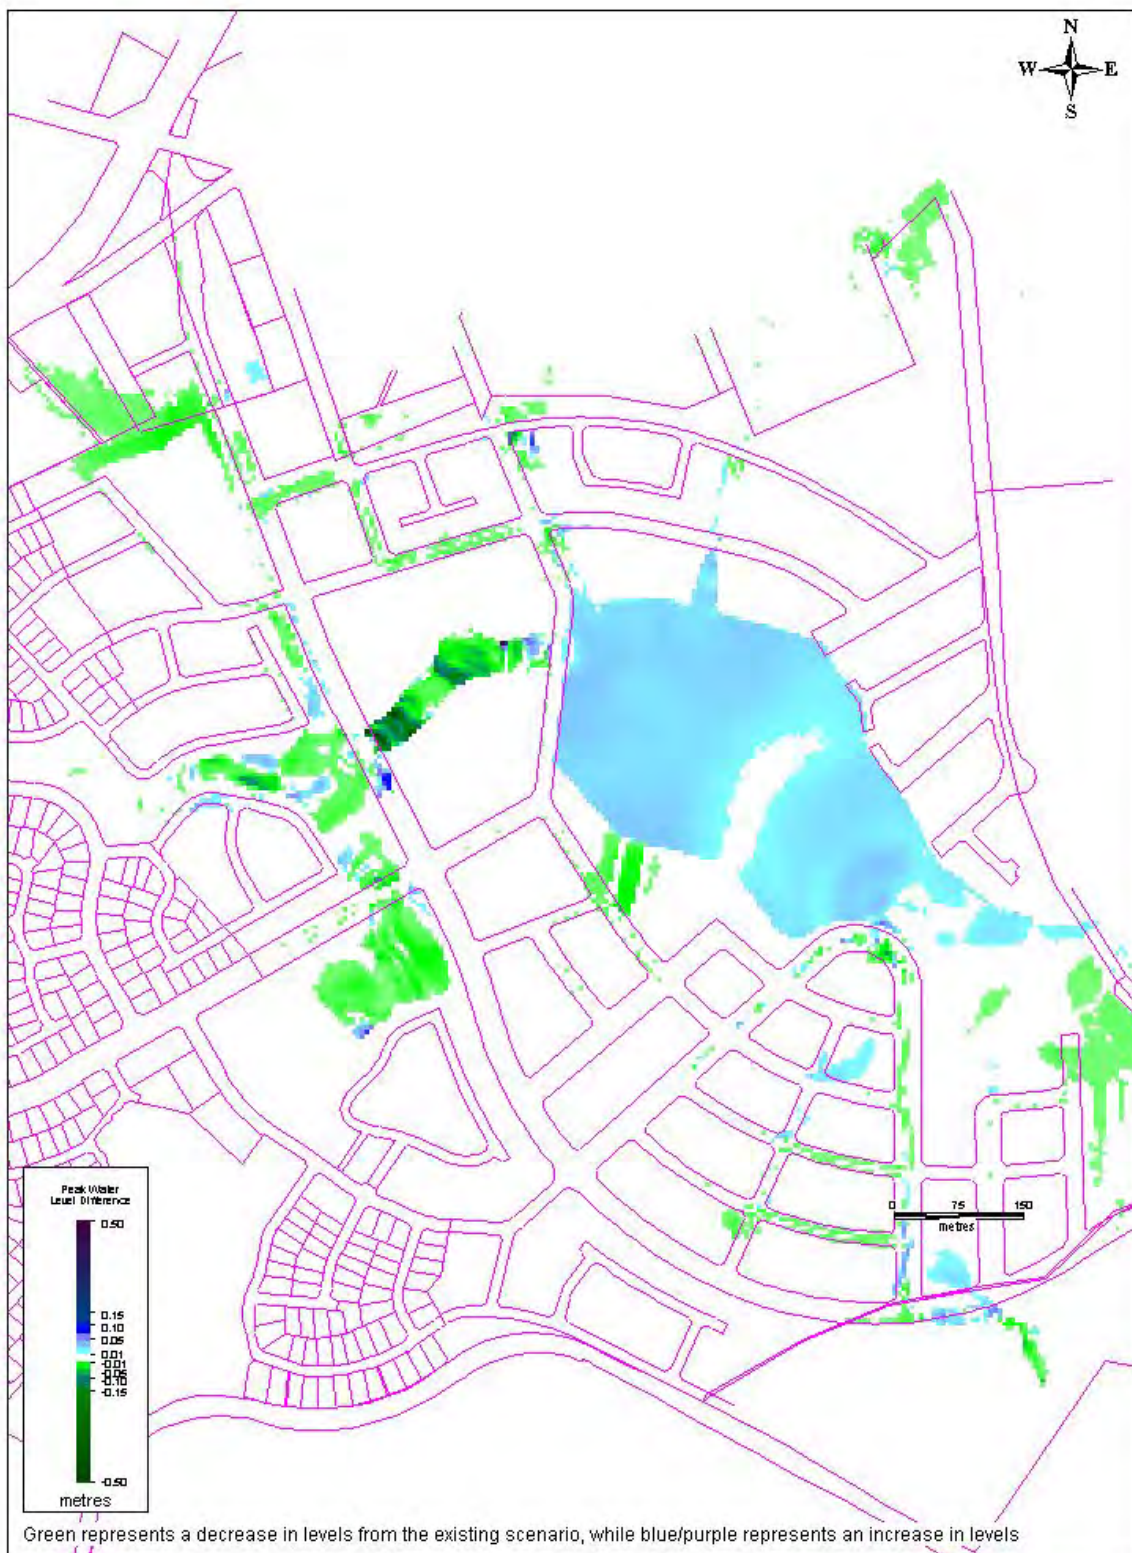 N
W E
S
Peak Water
Level Difference
0.50
0.15
0.10
0.05
0.01
-0.01
-0.05
-0.10
-0.15
-0.50
metres
0 75 150
metres
Green represents a decrease in levels from the existing scenario, while blue/purple represents an increase in levels